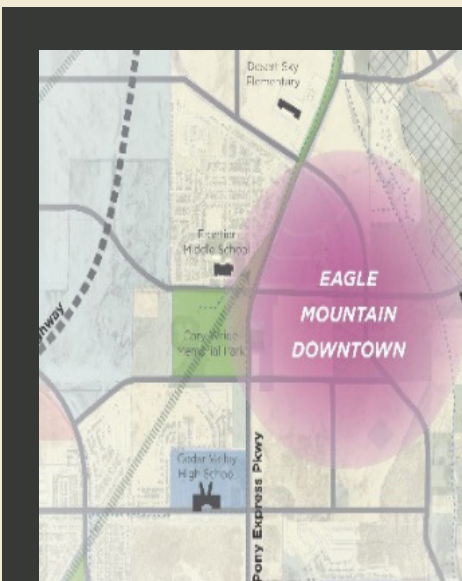 Desert Sky
Elementary
Frontier
Middle School
EAGLE
MOUNTAIN
DOWNTOWN
hway
Cory Wride
Memorial Park
Cedar Valley
High School
Pony Express Pkwy